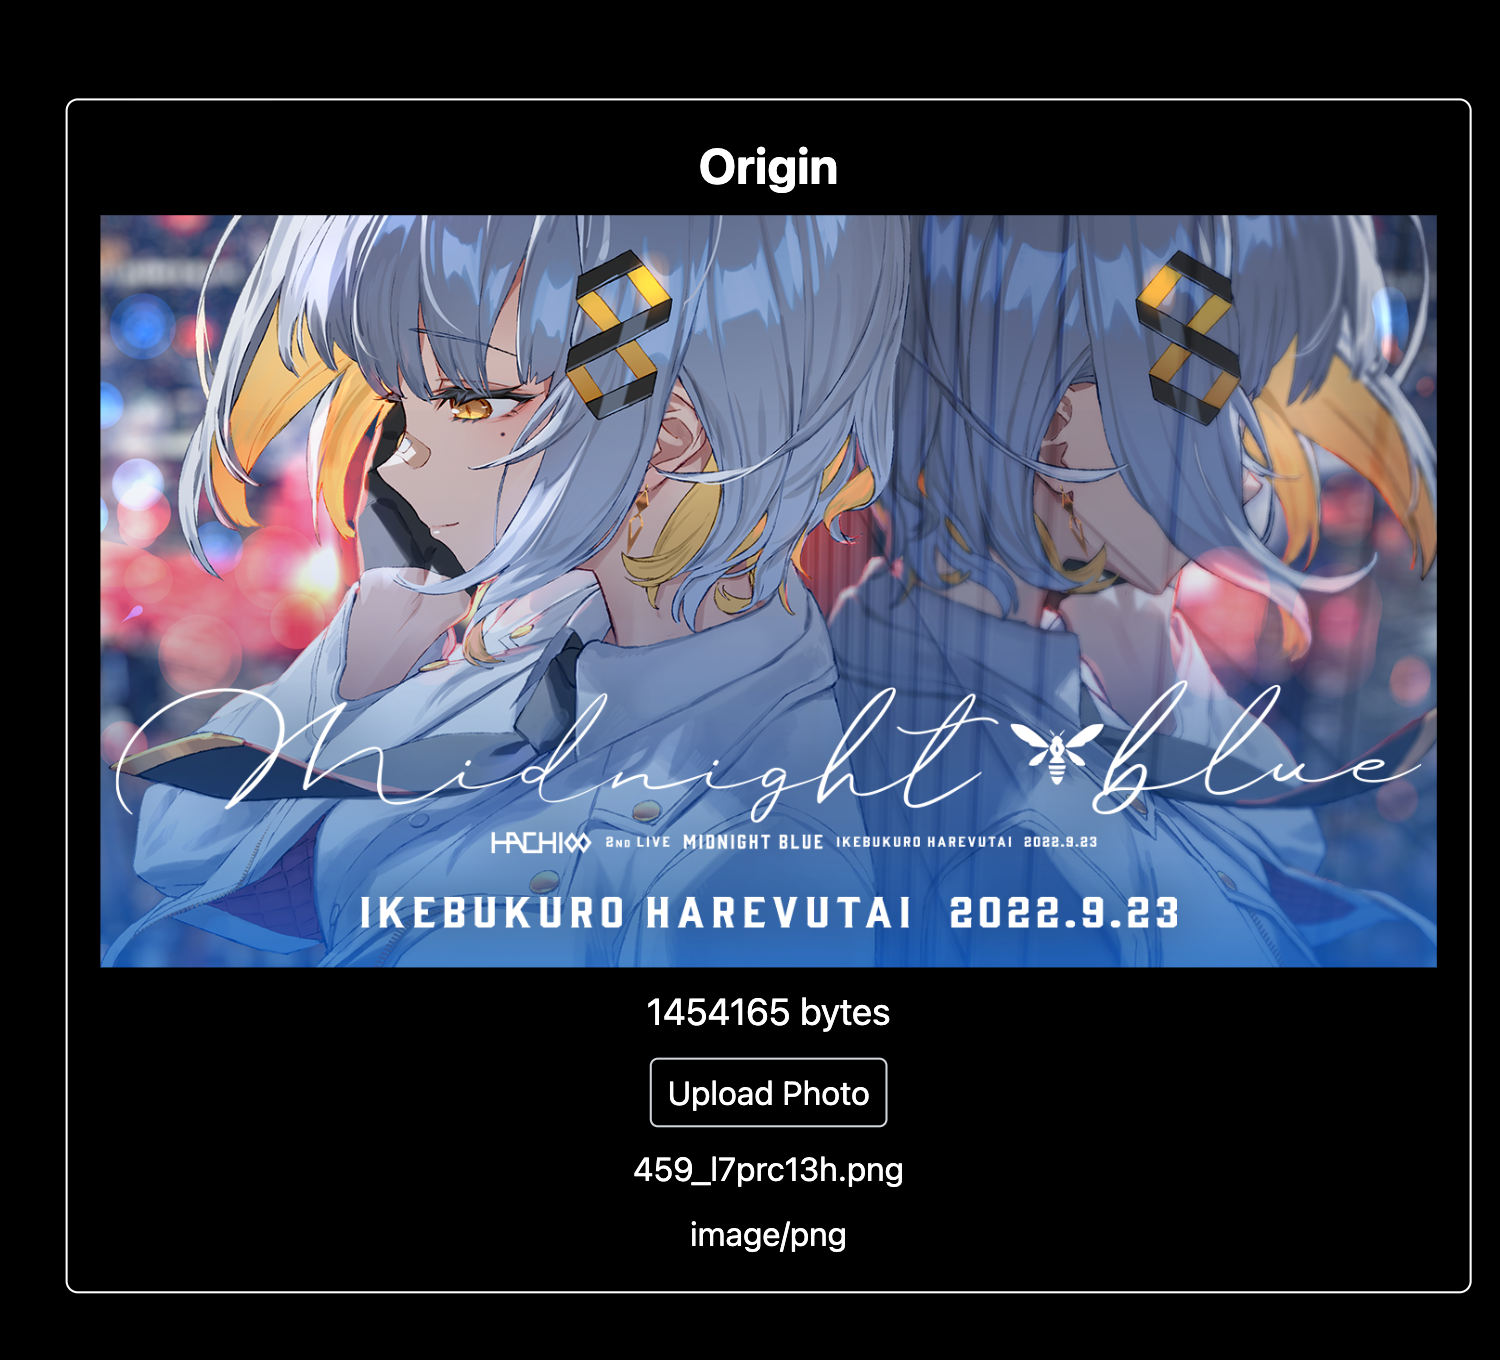 Origin
Midnight blue
HACHI 2ND LIVE MIDNIGHT BLUE IKEBUKURO HAREVUTAI 2022.9.23
IKEBUKURO HAREVUTAI 2022.9.23
1454165 bytes
Upload Photo
459_l7prc13h.png
image/png